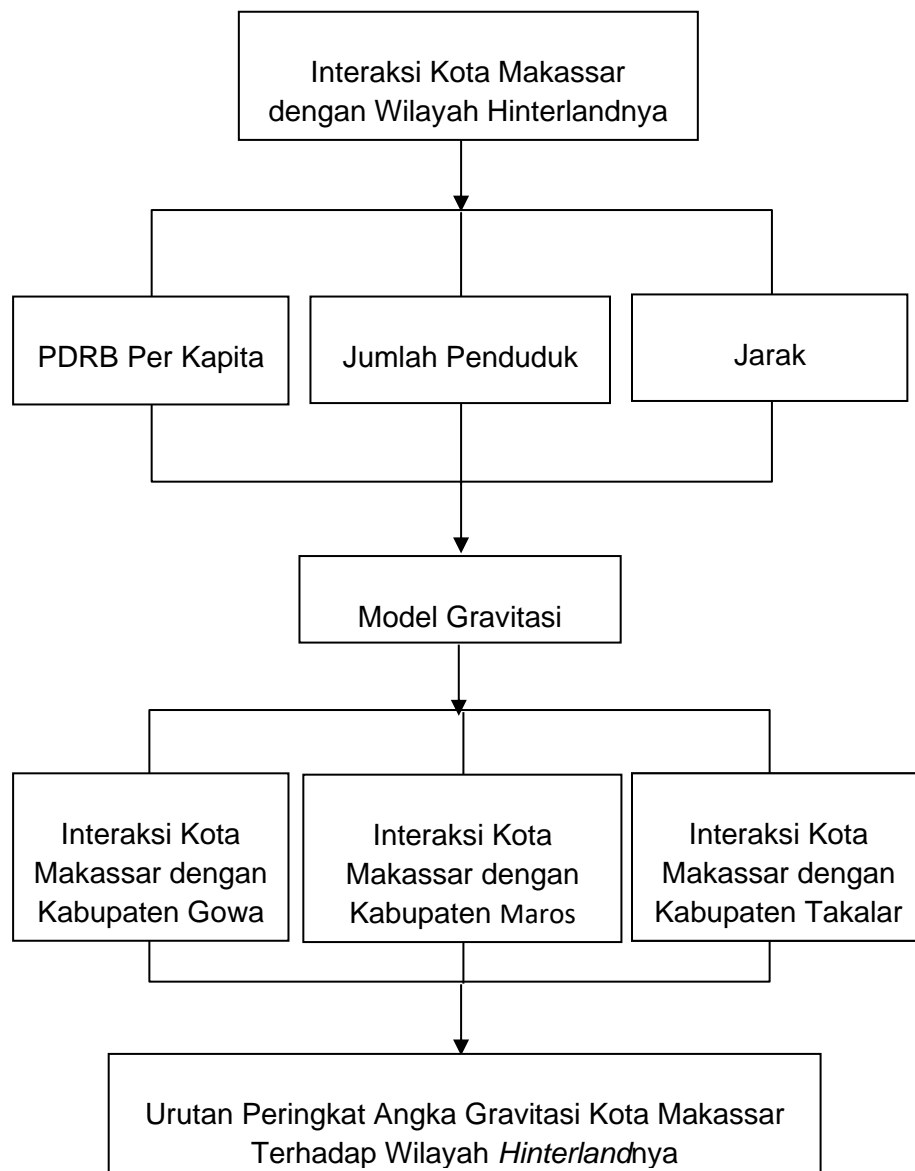 Interaksi Kota Makassar
dengan Wilayah Hinterlandnya
PDRB Per Kapita
Jumlah Penduduk
Jarak
Model Gravitasi
Interaksi Kota
Makassar dengan
Kabupaten Gowa
Interaksi Kota
Makassar dengan
Kabupaten Maros
Interaksi Kota
Makassar dengan
Kabupaten Takalar
Urutan Peringkat Angka Gravitasi Kota Makassar
Terhadap Wilayah Hinterlandnya